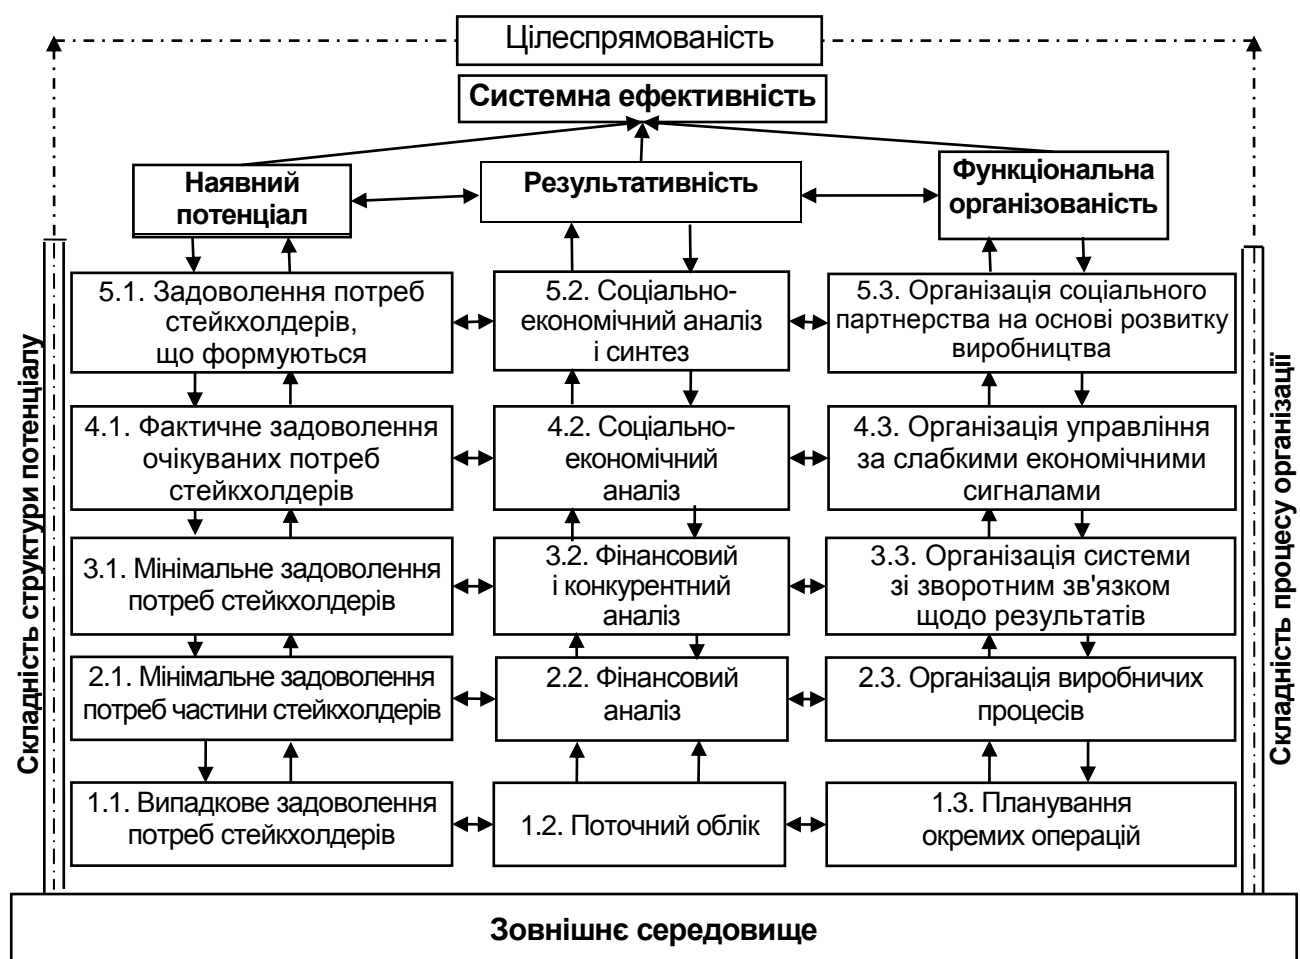 Цілеспрямованість
Системна ефективність
Наявний
потенціал
Результативність
Функціональна
організованість
Складність структури потенціалу
5.1. Задоволення потреб
стейкхолдерів,
що формуються
5.2. Соціально-
економічний аналіз
і синтез
5.3. Організація соціального
партнерства на основі розвитку
виробництва
4.1. Фактичне задоволення
очікуваних потреб
стейкхолдерів
4.2. Соціально-
економічний
аналіз
4.3. Організація управління
за слабкими економічними
сигналами
3.1. Мінімальне задоволення
потреб стейкхолдерів
3.2. Фінансовий
і конкурентний
аналіз
3.3. Організація системи
зі зворотним зв'язком
щодо результатів
2.1. Мінімальне задоволення
потреб частини стейкхолдерів
2.2. Фінансовий
аналіз
2.3. Організація виробничих
процесів
1.1. Випадкове задоволення
потреб стейкхолдерів
1.2. Поточний облік
1.3. Планування
окремих операцій
Складність процесу організації
Зовнішнє середовище